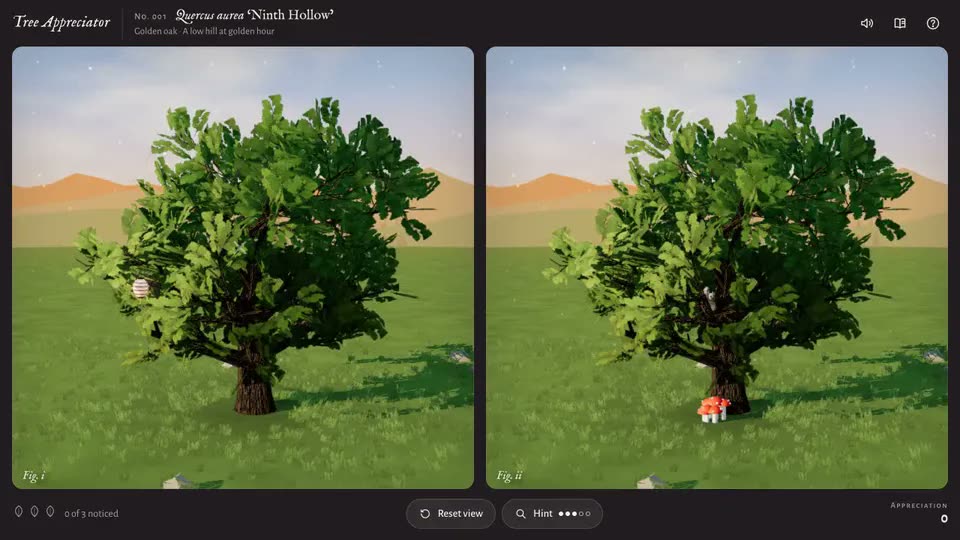 Tree Appreciator
No. 001 Quercus aurea ‘Ninth Hollow’
Golden oak · A low hill at golden hour
Fig. i
Fig. ii
0 of 3 noticed
Reset view
Hint
Appreciation
0